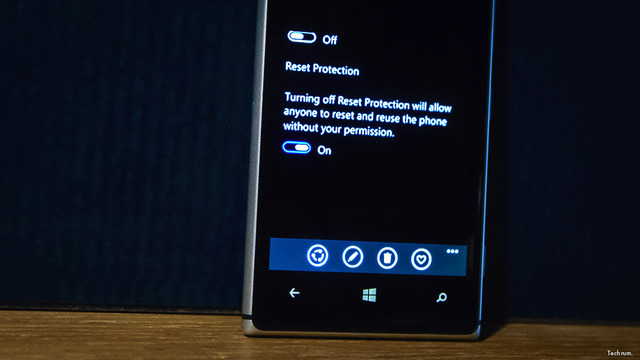 Off
Reset Protection
Turning off Reset Protection will allow
anyone to reset and reuse the phone
without your permission.
On
Techrum.